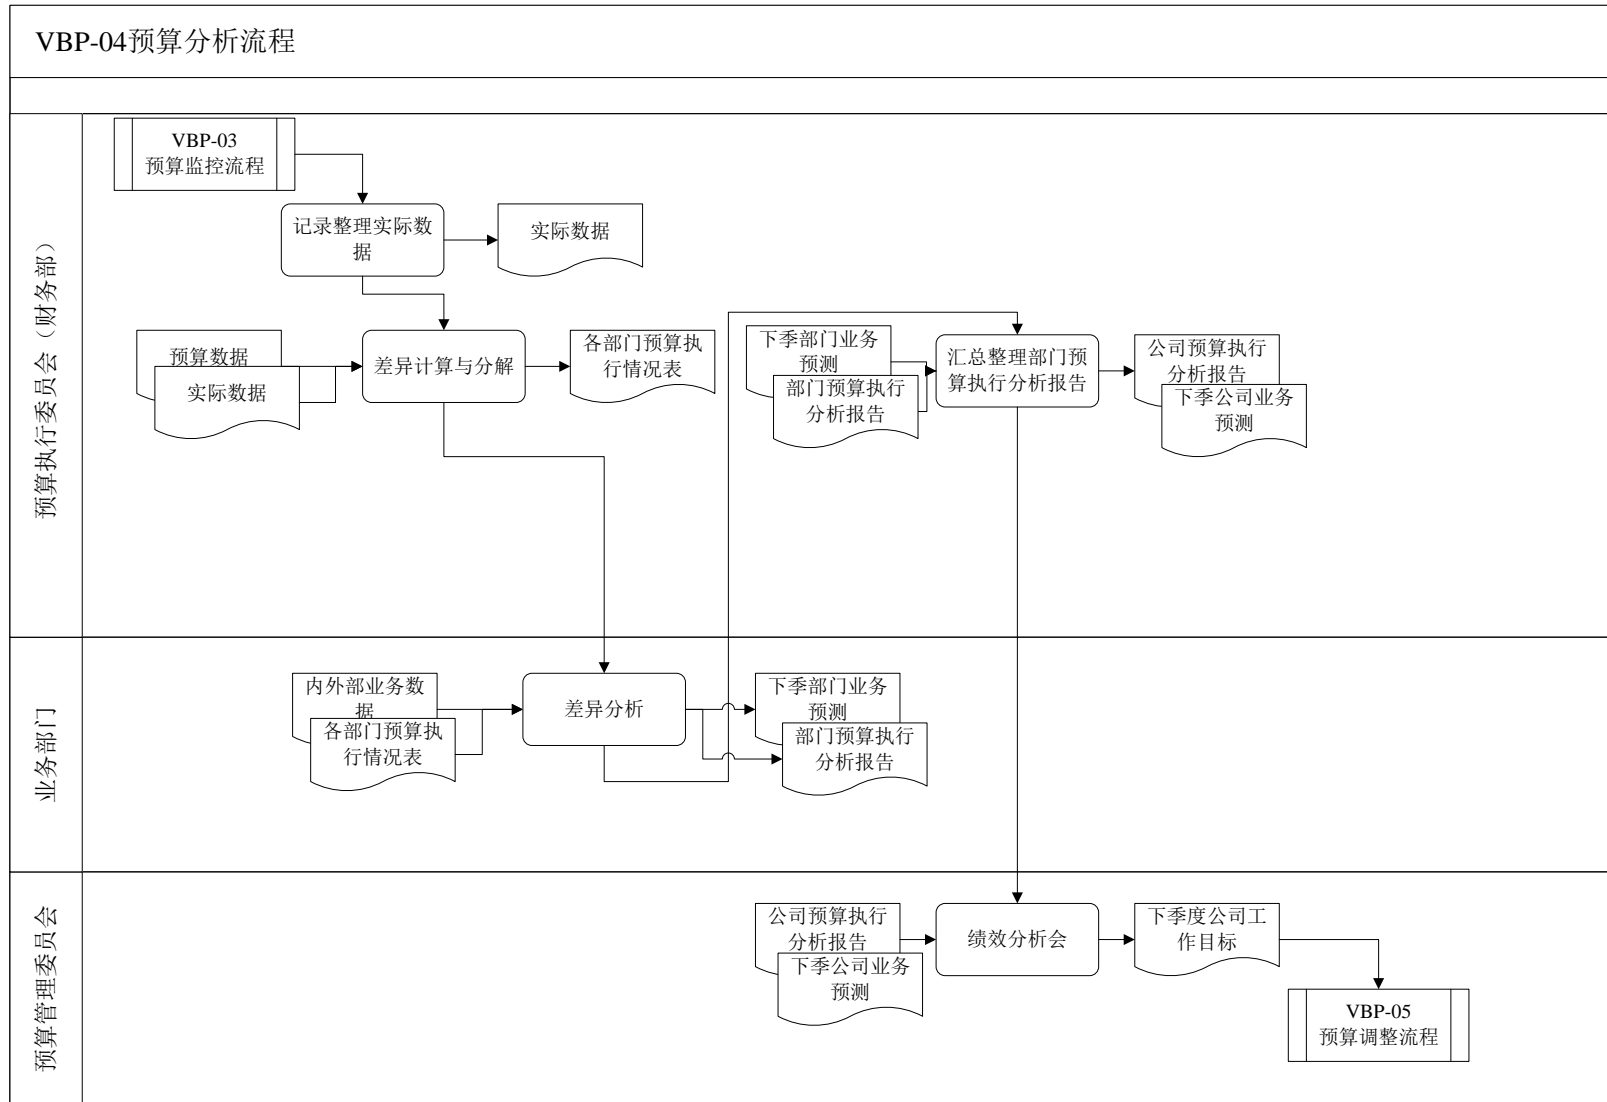 VBP-04预算分析流程
预算执行委员会（财务部）
VBP-03
预算监控流程
记录整理实际数
据
实际数据
预算数据
实际数据
差异计算与分解
各部门预算执
行情况表
下季部门业务
预测
部门预算执行
分析报告
汇总整理部门预
算执行分析报告
公司预算执行
分析报告
下季公司业务
预测
业务部门
内外部业务数
据
各部门预算执
行情况表
差异分析
下季部门业务
预测
部门预算执行
分析报告
预算管理委员会
公司预算执行
分析报告
下季公司业务
预测
绩效分析会
下季度公司工
作目标
VBP-05
预算调整流程